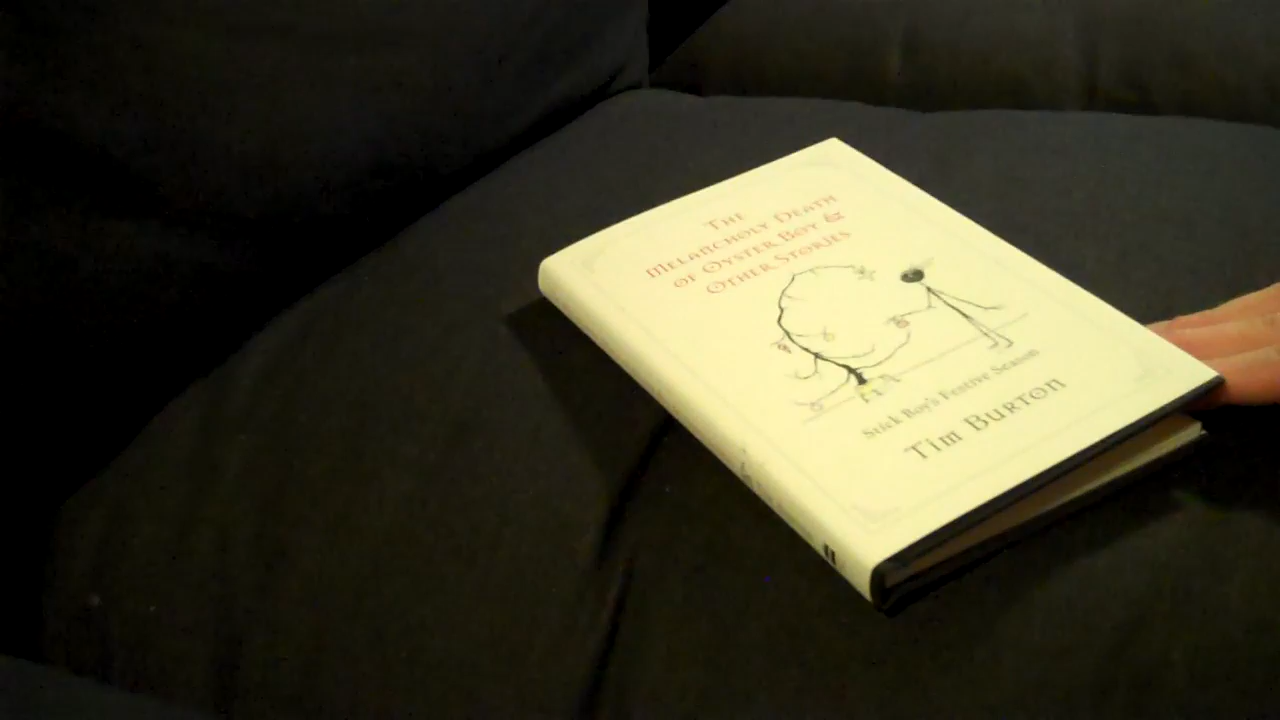 The
Melancholy Death
of Oyster Boy &
Other Stories
Stick Boy's Festive Season
Tim Burton